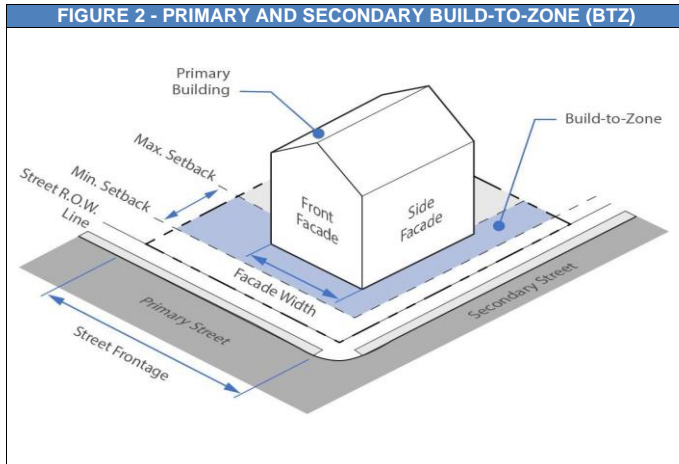 FIGURE 2 - PRIMARY AND SECONDARY BUILD-TO-ZONE (BTZ)
Primary
Building
Build-to-Zone
Max. Setback
Min. Setback
Street R.O.W.
Line
Front
Facade
Side
Facade
Facade Width
Primary Street
Secondary Street
Street Frontage